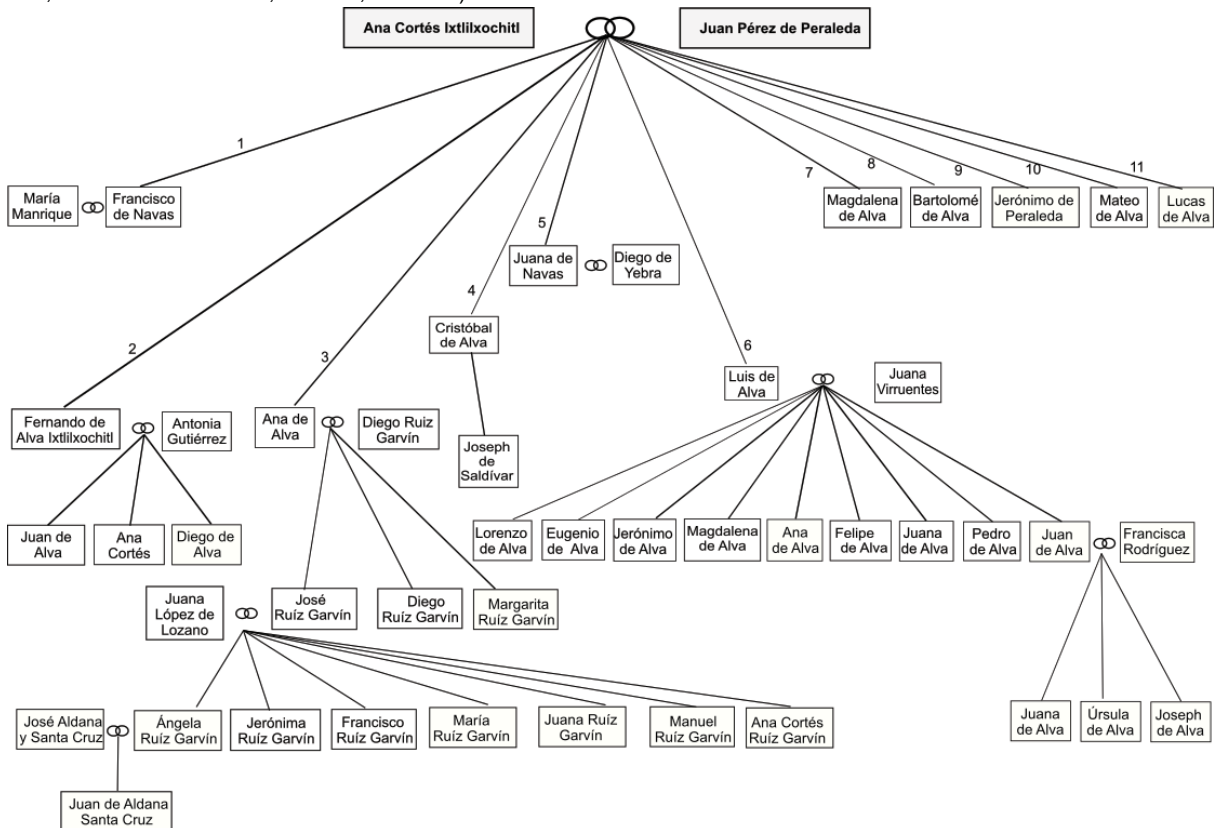 Ana Cortés Ixtlilxochitl
Juan Pérez de Peraleda
1
2
3
4
5
6
7
8
9
10
11
María
Manrique
Francisco
de Navas
Magdalena
de Alva
Bartolomé
de Alva
Jerónimo de
Peraleda
Mateo
de Alva
Lucas
de Alva
Juana de
Navas
Diego de
Yebra
Cristóbal
de Alva
Luis de
Alva
Juana
Virruentes
Fernando de
Alva Ixtlilxochitl
Antonia
Gutiérrez
Ana de
Alva
Diego Ruiz
Garvín
Joseph
de
Saldívar
Juan de
Alva
Ana
Cortés
Diego de
Alva
Lorenzo
de Alva
Eugenio
de Alva
Jerónimo
de Alva
Magdalena
de Alva
Ana
de Alva
Felipe
de Alva
Juana
de Alva
Pedro
de Alva
Juan
de Alva
Francisca
Rodríguez
Juana
López de
Lozano
José
Ruíz Garvín
Diego
Ruíz Garvín
Margarita
Ruíz Garvín
José Aldana
y Santa Cruz
Ángela
Ruíz Garvín
Jerónima
Ruíz Garvín
Francisco
Ruíz Garvín
María
Ruíz Garvín
Juana Ruíz
Garvín
Manuel
Ruíz Garvín
Ana Cortés
Ruíz Garvín
Juana
de Alva
Úrsula
de Alva
Joseph
de Alva
Juan de Aldana
Santa Cruz